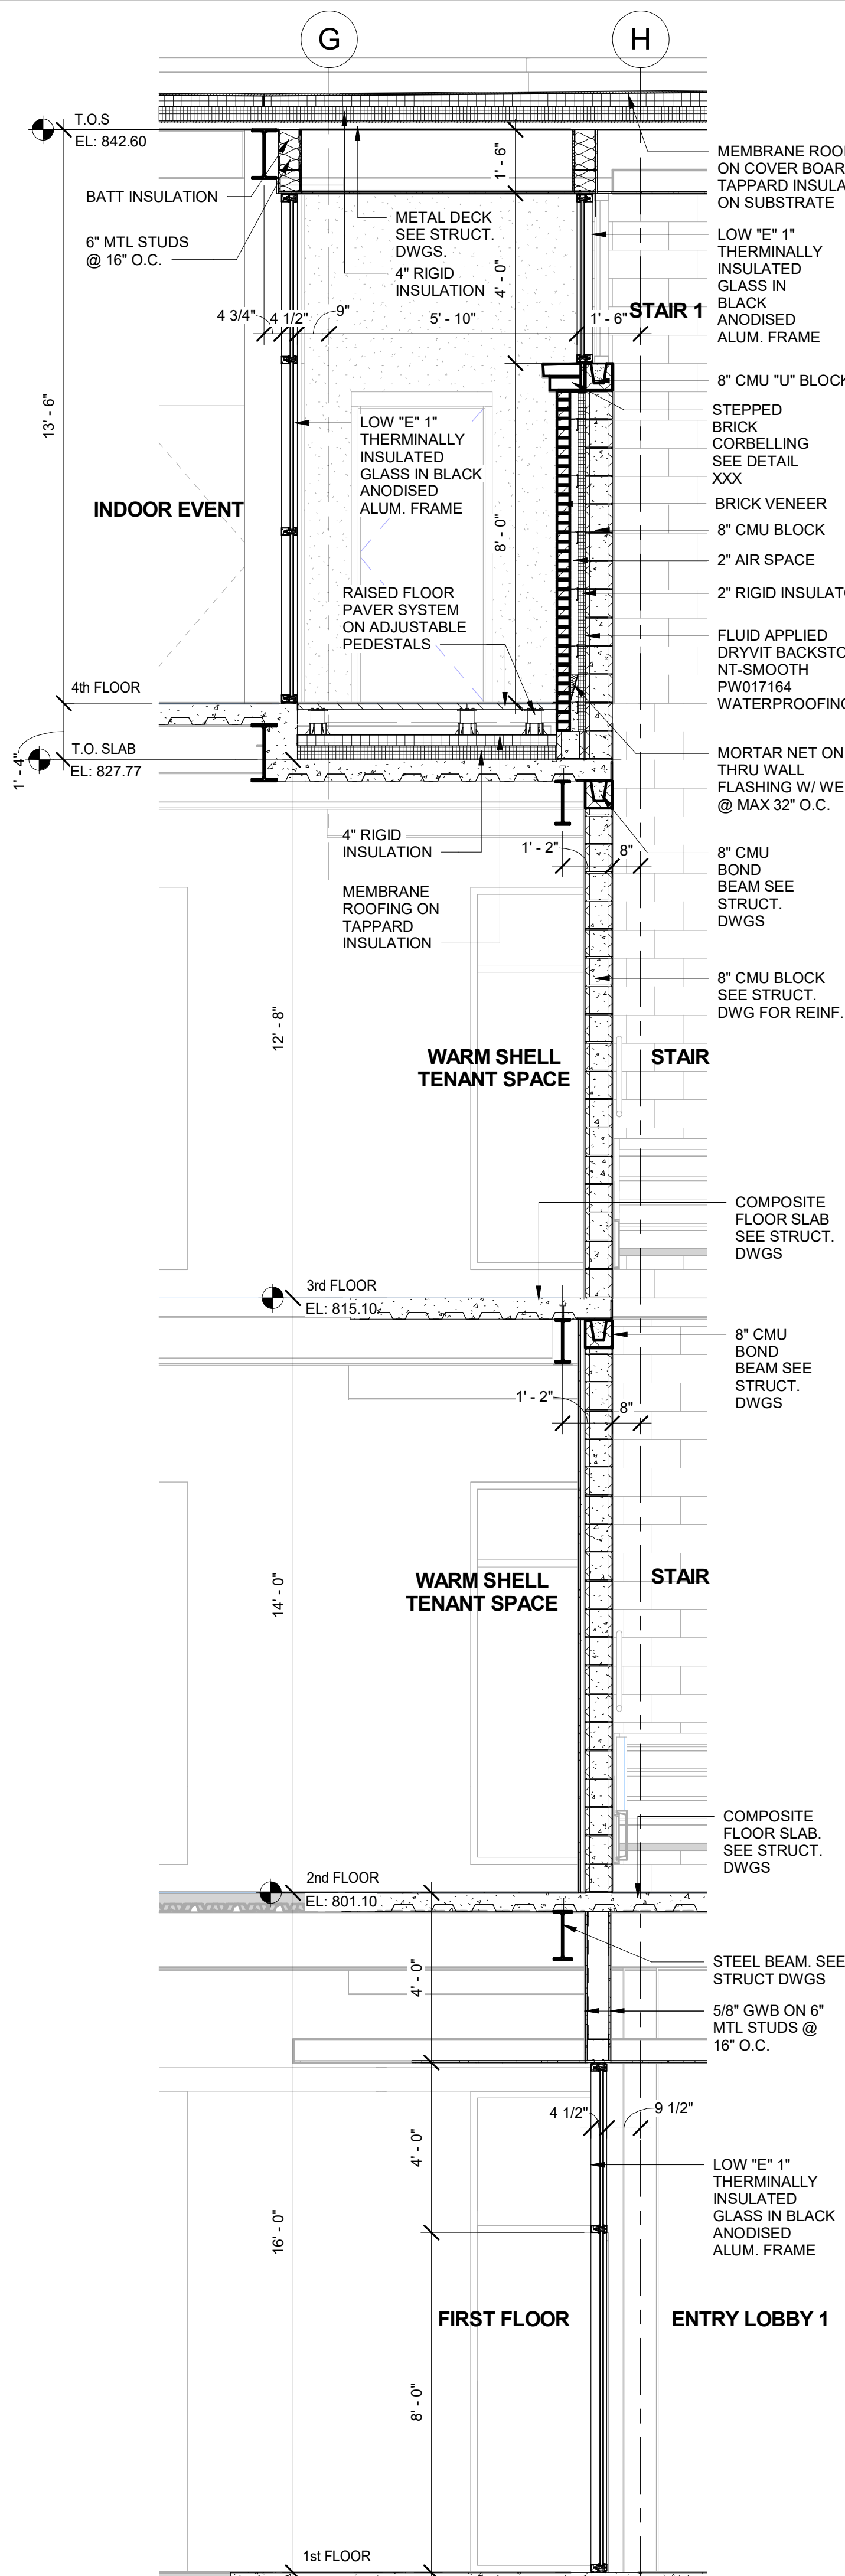 G
H
T.O.S
EL: 842.60
BATT INSULATION
6" MTL STUDS
@ 16" O.C.
METAL DECK
SEE STRUCT.
DWGS.
4" RIGID
INSULATION
1' - 6"
4' - 0"
MEMBRANE ROO
ON COVER BOAR
TAPPARD INSULA
ON SUBSTRATE
LOW "E" 1"
THERMINALLY
INSULATED
GLASS IN
BLACK
ANODISED
ALUM. FRAME
STAIR 1
4 3/4"
4 1/2"
9"
5' - 10"
1' - 6"
13' - 6"
8" CMU "U" BLOCK
STEPPED
BRICK
CORBELLING
SEE DETAIL
XXX
LOW "E" 1"
THERMINALLY
INSULATED
GLASS IN BLACK
ANODISED
ALUM. FRAME
INDOOR EVENT
8' - 0"
BRICK VENEER
8" CMU BLOCK
2" AIR SPACE
2" RIGID INSULATO
RAISED FLOOR
PAVER SYSTEM
ON ADJUSTABLE
PEDESTALS
FLUID APPLIED
DRYVIT BACKSTO
NT-SMOOTH
PW017164
WATERPROOFING
4th FLOOR
T.O. SLAB
EL: 827.77
1' - 4"
MORTAR NET ON
THRU WALL
FLASHING W/ WE
@ MAX 32" O.C.
4" RIGID
INSULATION
1' - 2"
8"
8" CMU
BOND
BEAM SEE
STRUCT.
DWGS
MEMBRANE
ROOFING ON
TAPPARD
INSULATION
8" CMU BLOCK
SEE STRUCT.
DWG FOR REINF.
12' - 8"
WARM SHELL
TENANT SPACE
STAIR
COMPOSITE
FLOOR SLAB
SEE STRUCT.
DWGS
3rd FLOOR
EL: 815.10
8" CMU
BOND
BEAM SEE
STRUCT.
DWGS
1' - 2"
8"
14' - 0"
WARM SHELL
TENANT SPACE
STAIR
COMPOSITE
FLOOR SLAB.
SEE STRUCT.
DWGS
2nd FLOOR
EL: 801.10
STEEL BEAM. SEE
STRUCT DWGS
4' - 0"
5/8" GWB ON 6"
MTL STUDS @
16" O.C.
4 1/2"
9 1/2"
4' - 0"
LOW "E" 1"
THERMINALLY
INSULATED
GLASS IN BLACK
ANODISED
ALUM. FRAME
16' - 0"
FIRST FLOOR
ENTRY LOBBY 1
8' - 0"
1st FLOOR